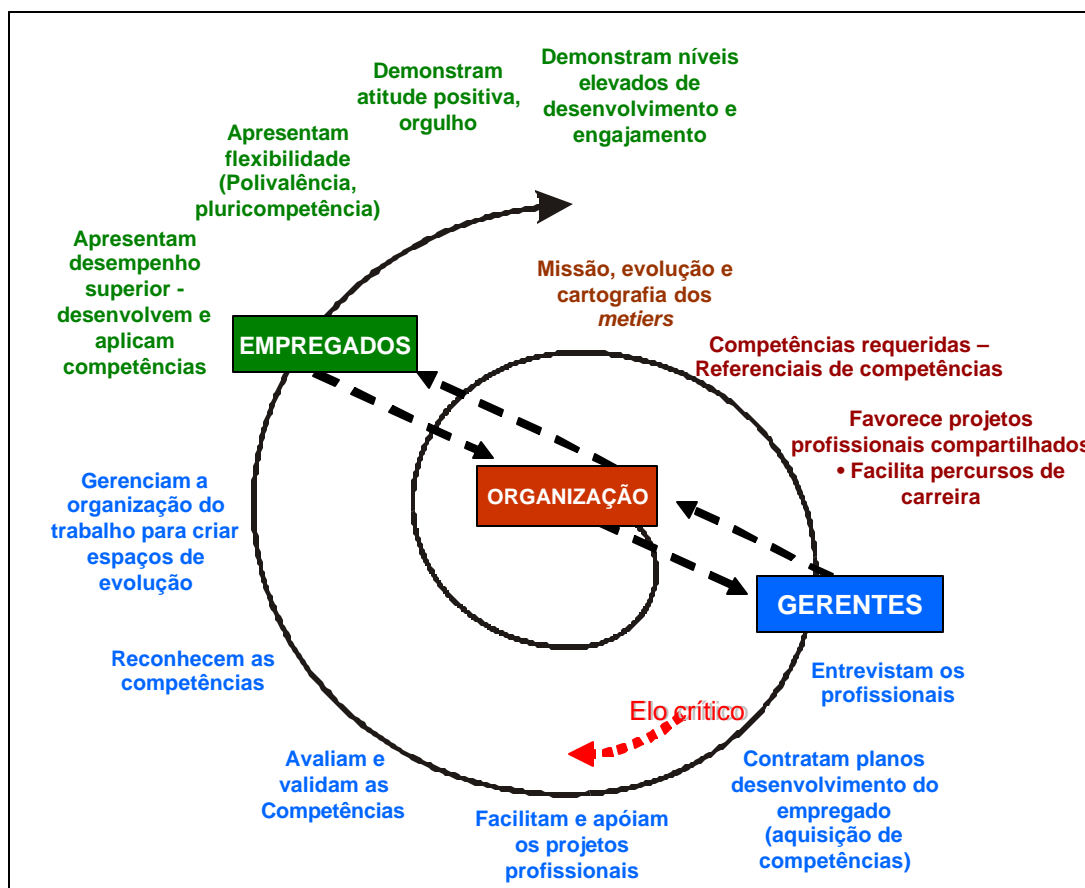 Demonstram níveis
elevados de
desenvolvimento e
engajamento
Demonstram
atitude positiva,
orgulho
Apresentam
flexibilidade
(Polivalência,
pluricompetência)
Apresentam
desempenho
superior -
desenvolvem e
aplicam
competências
EMPREGADOS
Missão, evolução e
cartografia dos
metiers
Competências requeridas –
Referenciais de competências
Favorece projetos
profissionais compartilhados
• Facilita percursos de
carreira
ORGANIZAÇÃO
GERENTES
Entrevistam os
profissionais
Elo crítico
Contratam planos
desenvolvimento do
empregado
(aquisição de
competências)
Facilitam e apóiam
os projetos
profissionais
Avaliam e
validam as
Competências
Reconhecem as
competências
Gerenciam a
organização do
trabalho para criar
espaços de
evolução